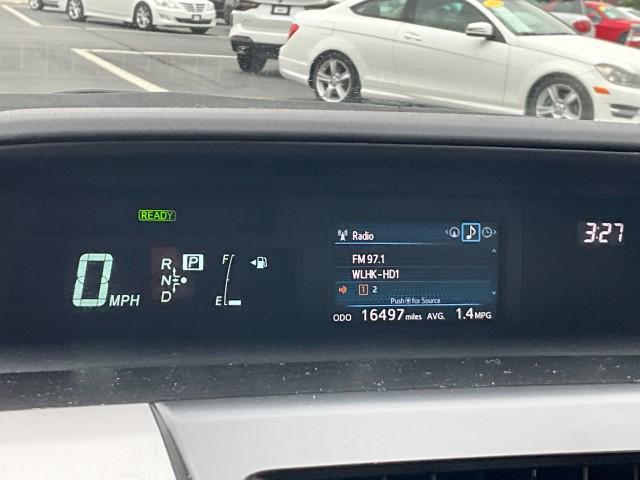 READY
0 MPH
R
N
D
P
F
E
Radio
FM 97.1
WLHK-HD1
1 2
Push for Source
ODO 16497 miles AVG. 1.4 MPG
3:27